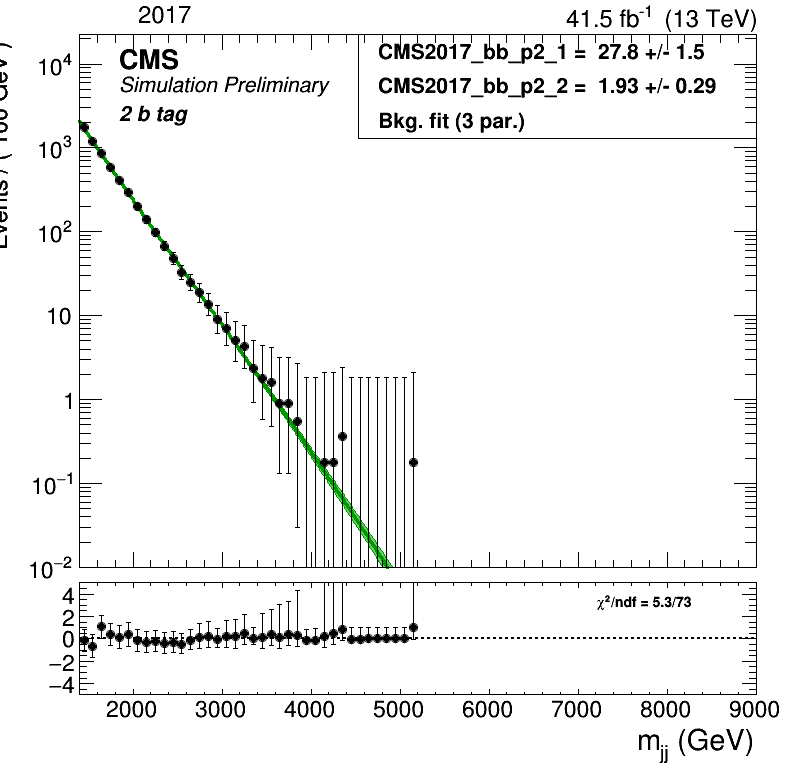 2017 41.5 fb⁻¹ (13 TeV)
CMS
Simulation Preliminary
2 b tag
CMS2017_bb_p2_1 = 27.8 +/- 1.5
CMS2017_bb_p2_2 = 1.93 +/- 0.29
Bkg. fit (3 par.)
10⁴
10³
10²
10
1
10⁻¹
10⁻²
χ²/ndf = 5.3/73
4
2
0
−2
−4
2000 3000 4000 5000 6000 7000 8000 9000
m_jj (GeV)